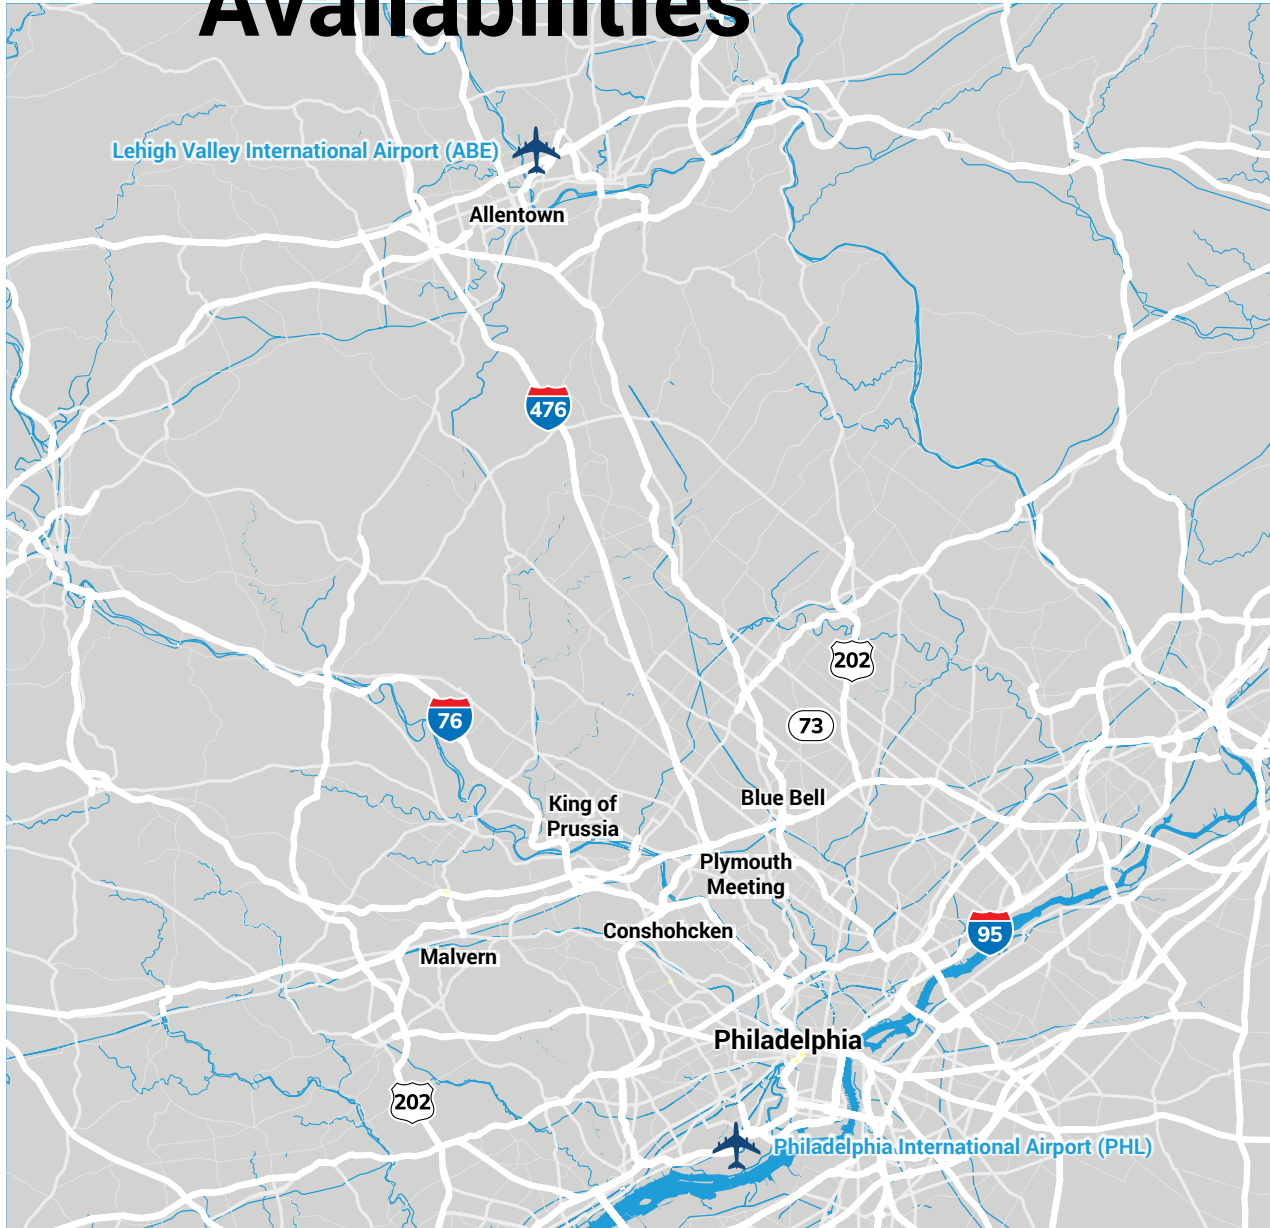 Availabilities
Lehigh Valley International Airport (ABE)
Allentown
476
202
73
76
Blue Bell
King of
Prussia
Plymouth
Meeting
Conshohcken
95
Malvern
Philadelphia
202
Philadelphia International Airport (PHL)